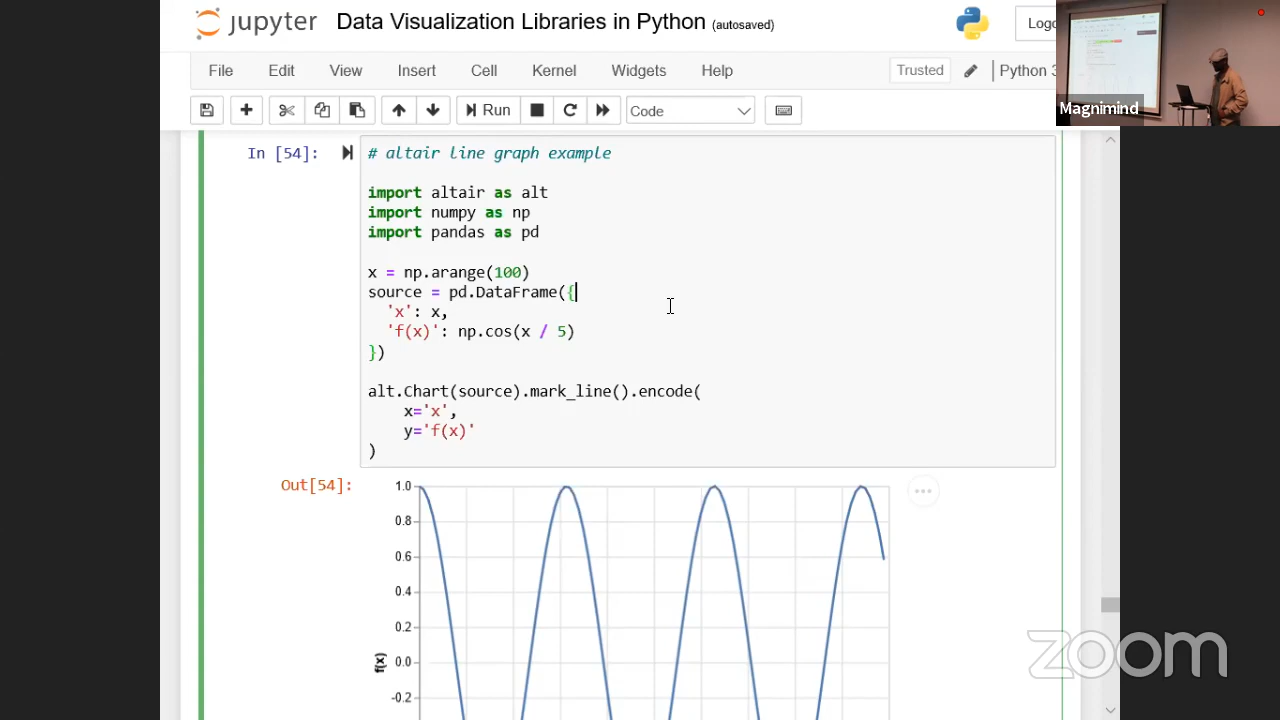 jupyter Data Visualization Libraries in Python (autosaved)
Logo
File Edit View Insert Cell Kernel Widgets Help
Trusted
Python 3
Run
Code
Magnimind
In [54]:
# altair line graph example
import altair as alt
import numpy as np
import pandas as pd
x = np.arange(100)
source = pd.DataFrame({
'x': x,
'f(x)': np.cos(x / 5)
})
alt.Chart(source).mark_line().encode(
x='x',
y='f(x)'
)
Out[54]:
1.0
0.8
0.6
0.4
0.2
0.0
-0.2
f(x)
zoom